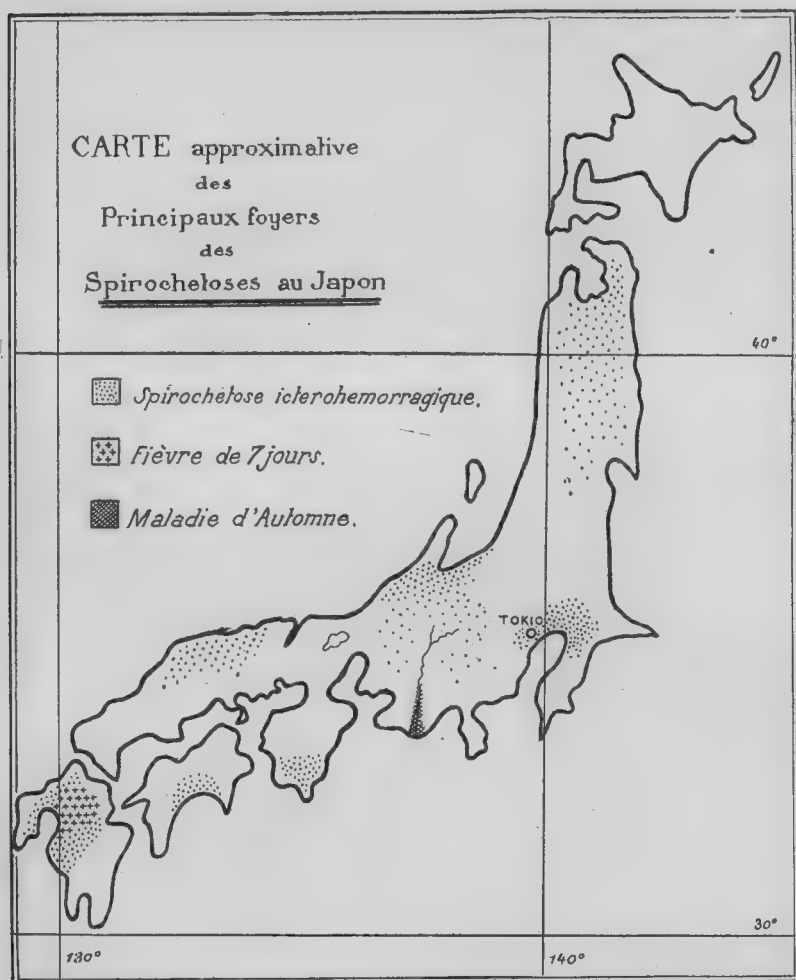 CARTE approximative
des
Principaux foyers
des
Spirochetoses au Japon
40°
Spirochétose icterohemorragique.
Fièvre de 7 jours.
Maladie d'Automne.
TOKIO
30°
130°
140°